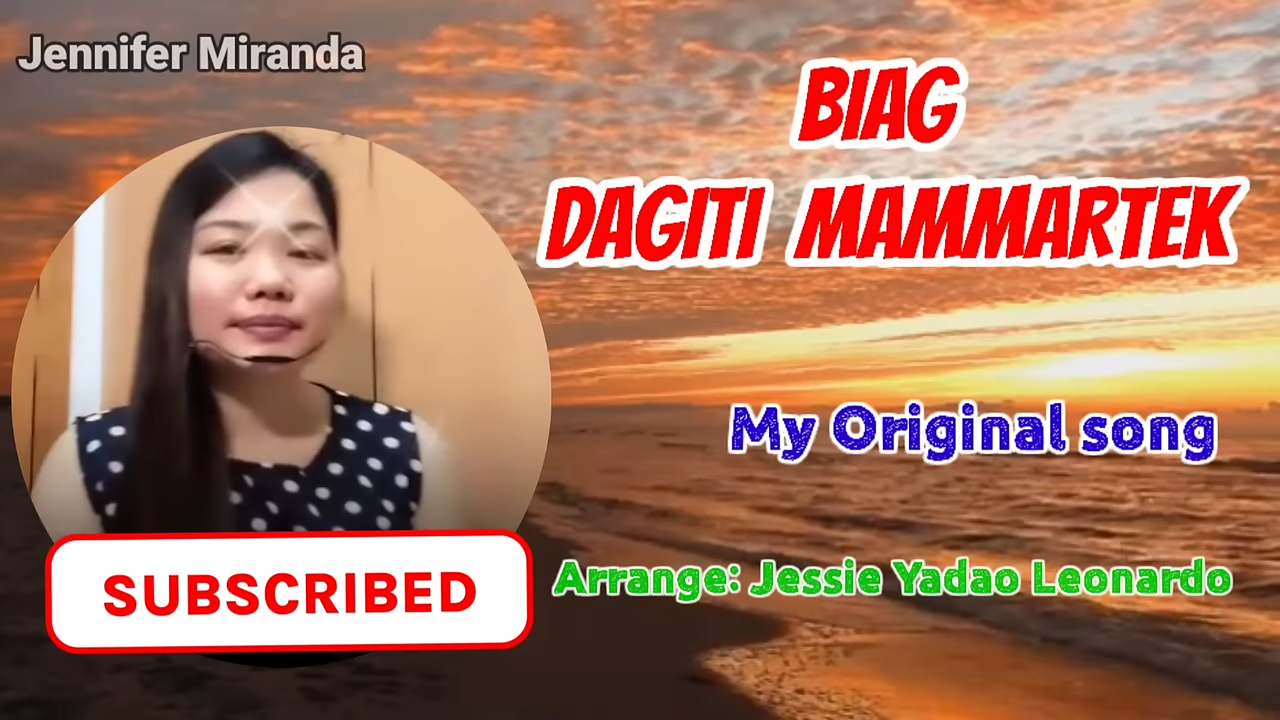 Jennifer Miranda
BIAG
DAGITI MAMMARTEK
My Original song
Arrange: Jessie Yadao Leonardo
SUBSCRIBED